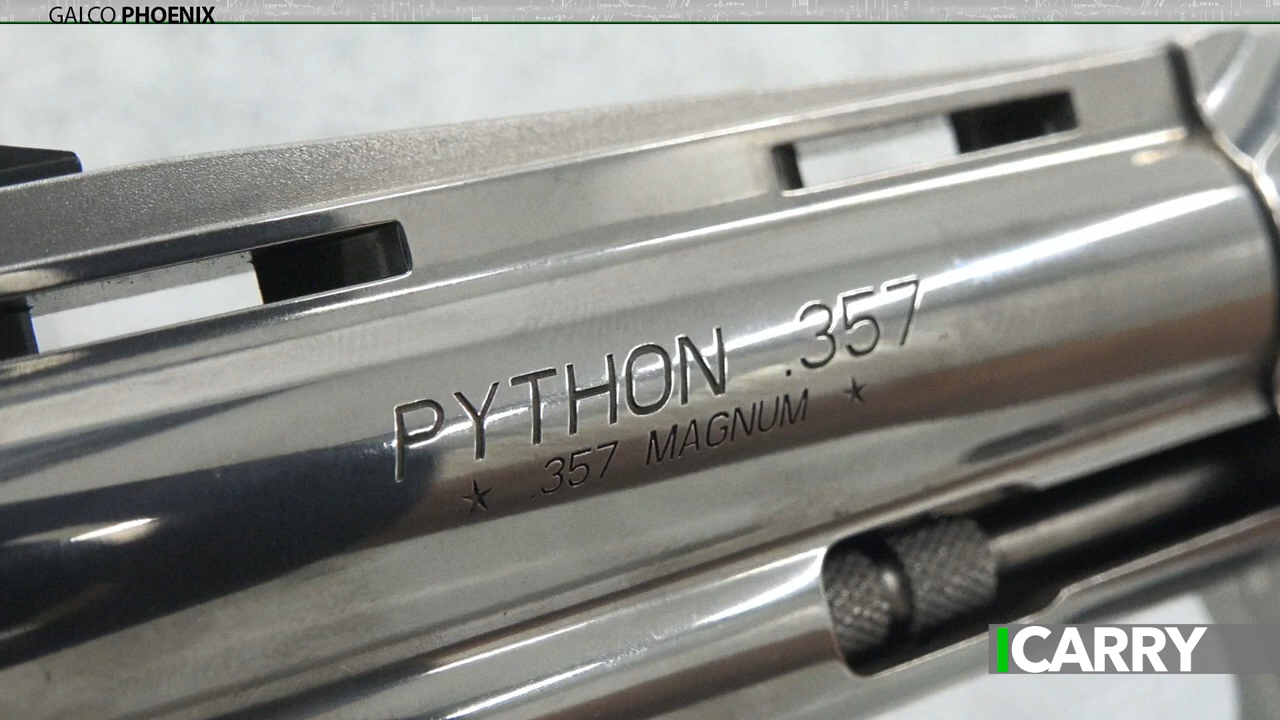 GALCO PHOENIX
PYTHON .357
★ .357 MAGNUM ★
CARRY